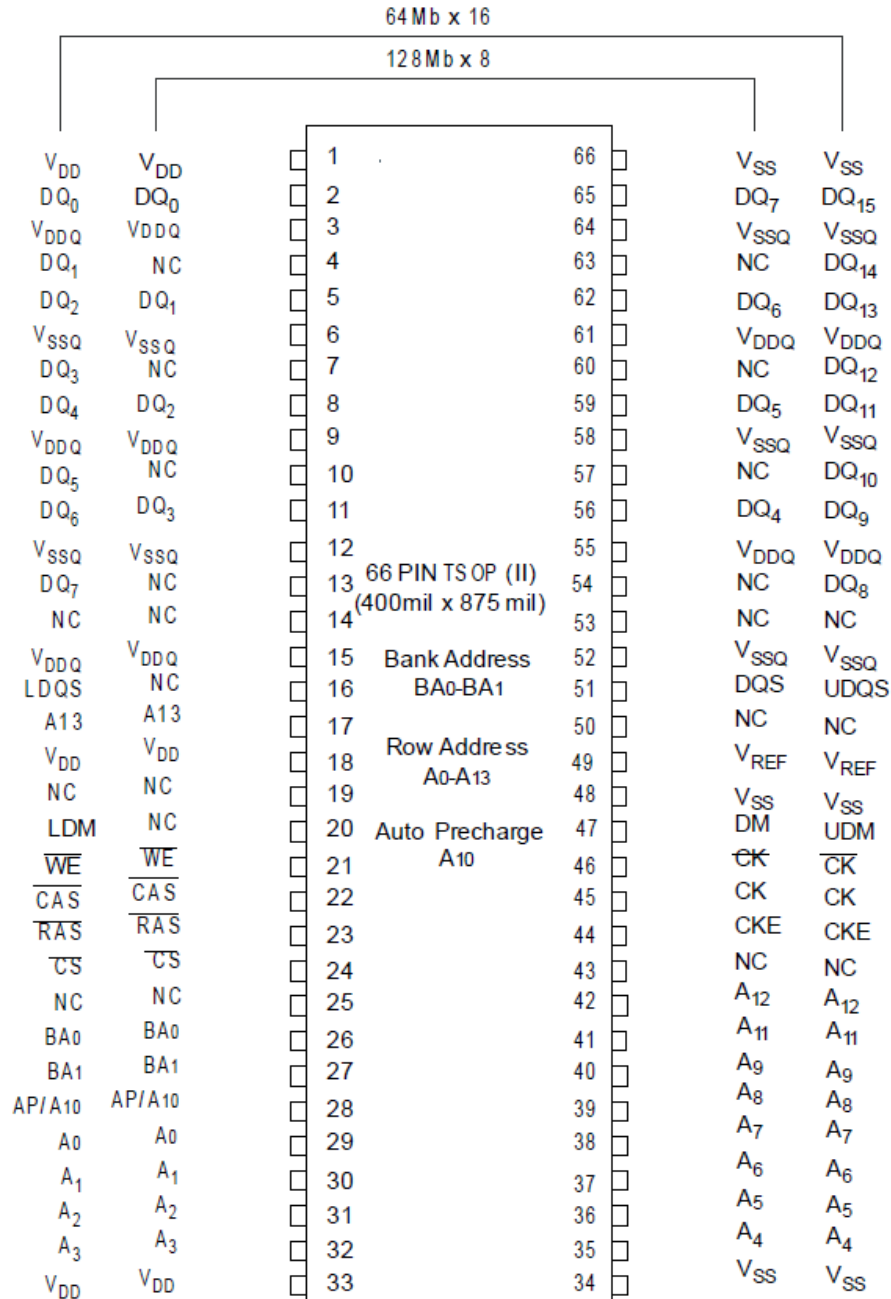 64Mb x 16
128Mb x 8
VDD VDD 1 66 VSS VSS
DQ0 DQ0 2 65 DQ7 DQ15
VDDQ VDDQ 3 64 VSSQ VSSQ
DQ1 NC 4 63 NC DQ14
DQ2 DQ1 5 62 DQ6 DQ13
VSSQ VSSQ 6 61 VDDQ VDDQ
DQ3 NC 7 60 NC DQ12
DQ4 DQ2 8 59 DQ5 DQ11
VDDQ VDDQ 9 58 VSSQ VSSQ
DQ5 NC 10 57 NC DQ10
DQ6 DQ3 11 56 DQ4 DQ9
VSSQ VSSQ 12 55 VDDQ VDDQ
DQ7 NC 13 66 PIN TSOP (II) 54 NC DQ8
NC NC 14 (400mil x 875 mil) 53 NC NC
VDDQ VDDQ 15 Bank Address 52 VSSQ VSSQ
LDQS NC 16 BA0-BA1 51 DQS UDQS
A13 A13 17 50 NC NC
VDD VDD 18 Row Address 49 VREF VREF
NC NC 19 A0-A13 48 VSS VSS
LDM NC 20 Auto Precharge 47 DM UDM
WE WE 21 A10 46 CK CK
CAS CAS 22 45 CK CK
RAS RAS 23 44 CKE CKE
CS CS 24 43 NC NC
NC NC 25 42 A12 A12
BA0 BA0 26 41 A11 A11
BA1 BA1 27 40 A9 A9
AP/A10 AP/A10 28 39 A8 A8
A0 A0 29 38 A7 A7
A1 A1 30 37 A6 A6
A2 A2 31 36 A5 A5
A3 A3 32 35 A4 A4
VDD VDD 33 34 VSS VSS